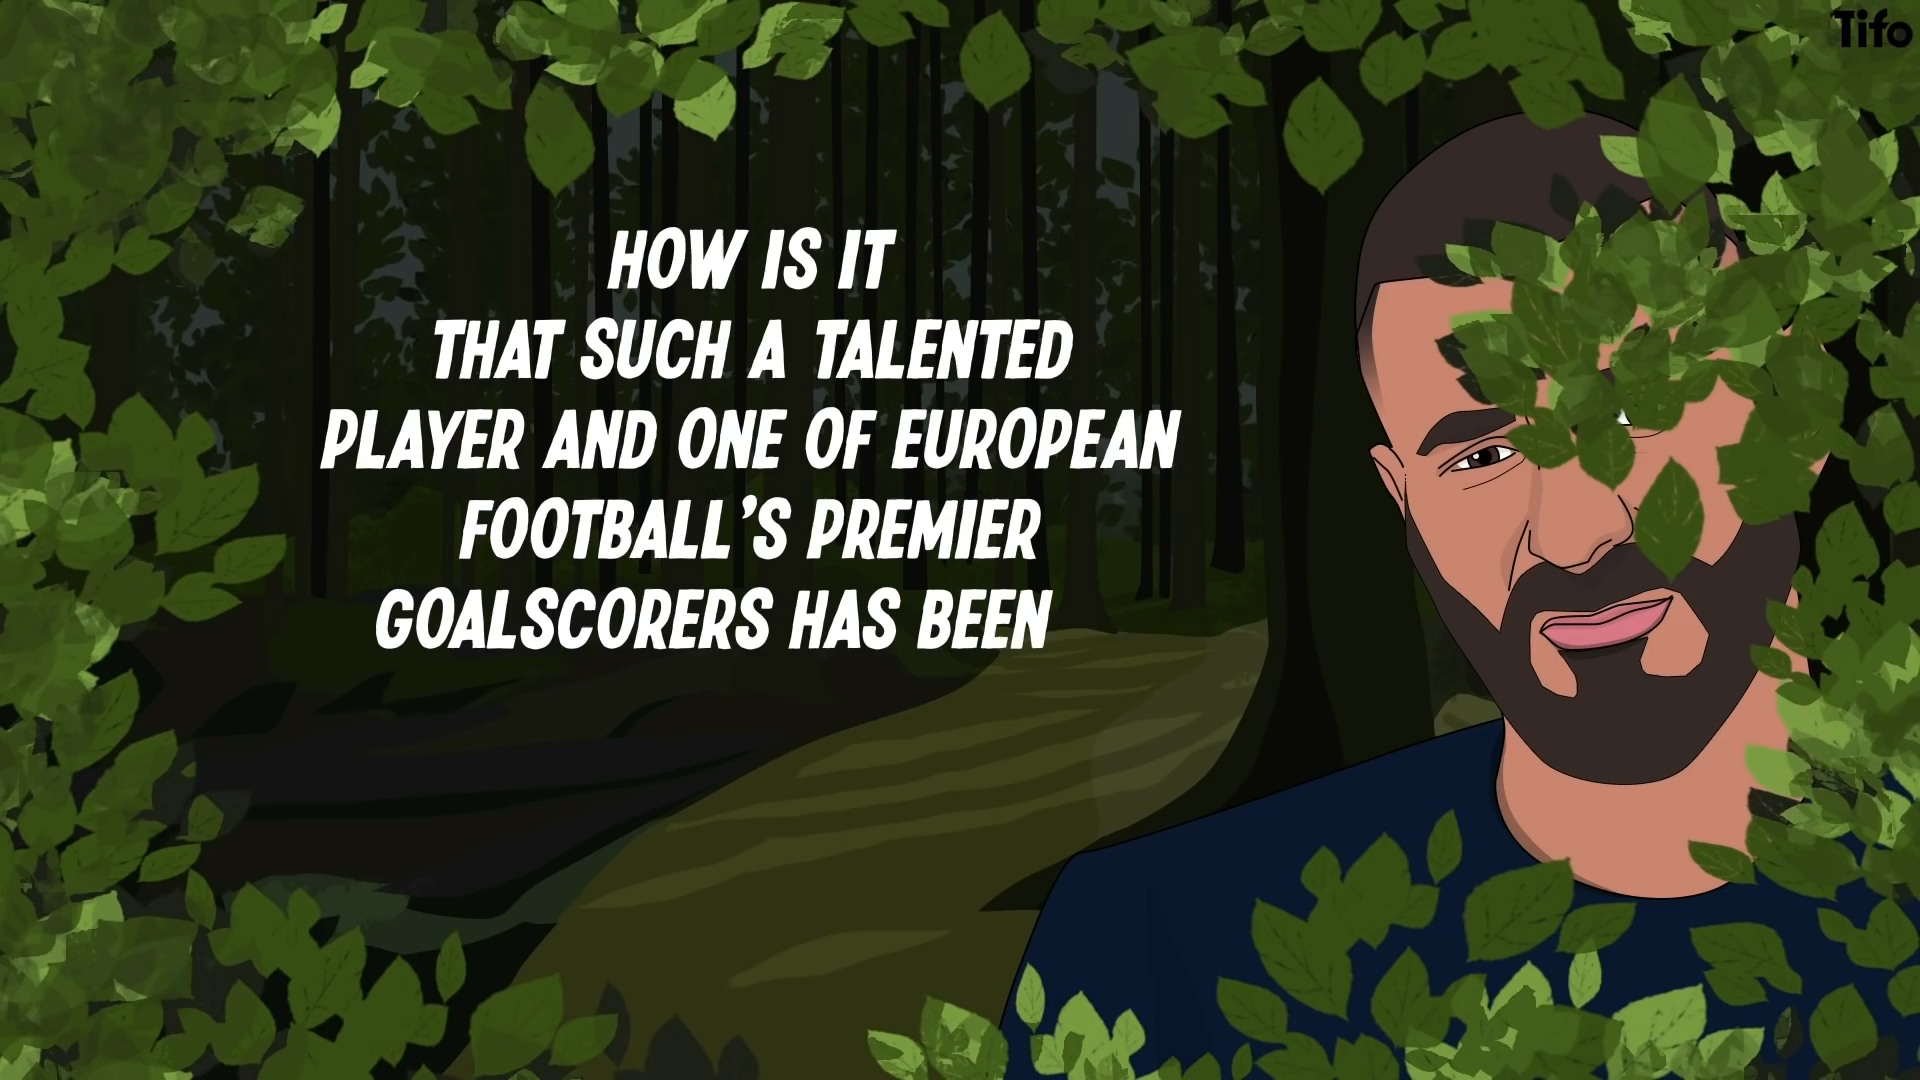 Tifo
HOW IS IT
THAT SUCH A TALENTED
PLAYER AND ONE OF EUROPEAN
FOOTBALL'S PREMIER
GOALSCORERS HAS BEEN